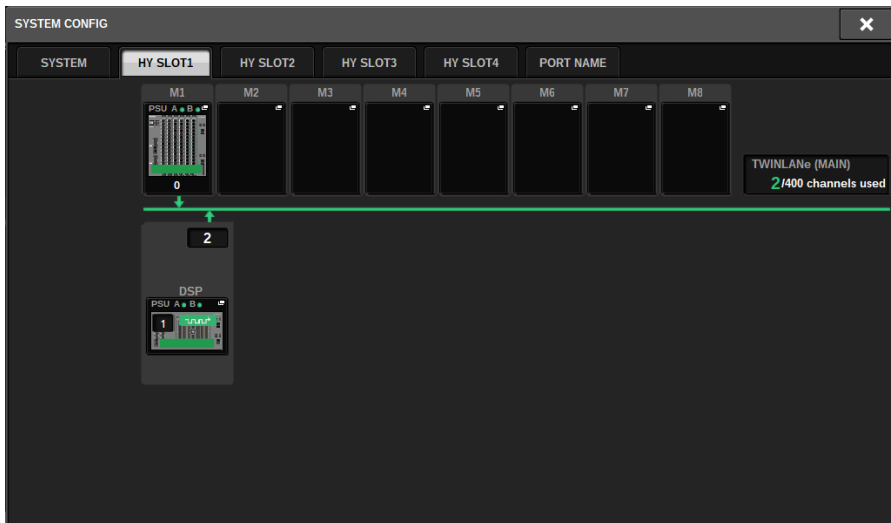 SYSTEM CONFIG
SYSTEM
HY SLOT1
HY SLOT2
HY SLOT3
HY SLOT4
PORT NAME
M1
M2
M3
M4
M5
M6
M7
M8
PSU A B
0
TWINLANe (MAIN)
2/400 channels used
2
DSP
PSU A B
1